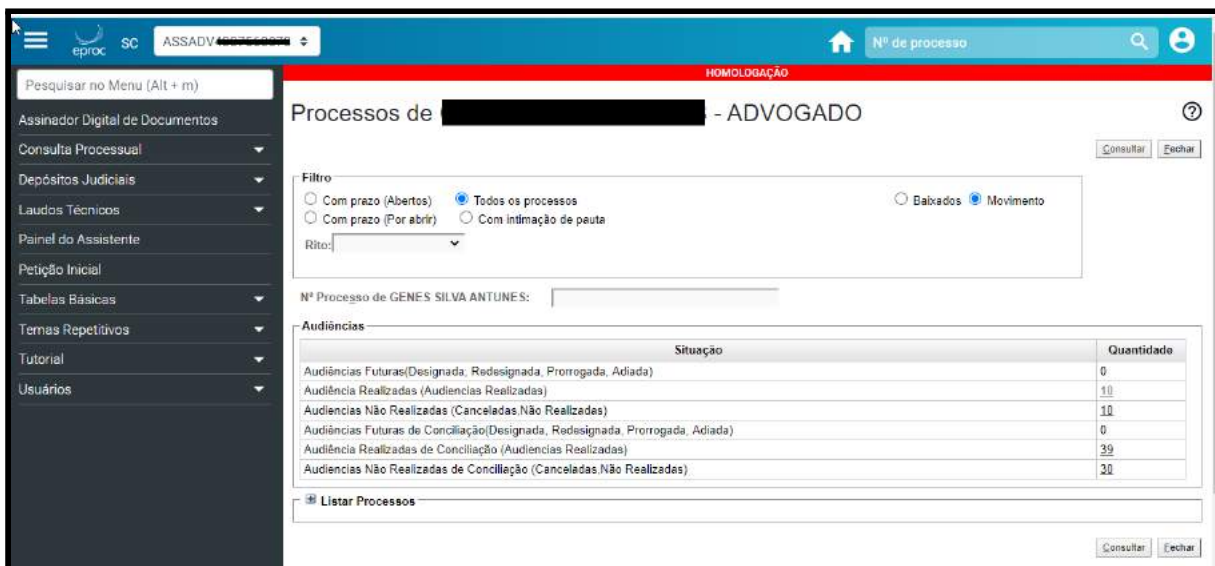 eproc SC ASSADV Nº de processo
HOMOLOGAÇÃO
Pesquisar no Menu (Alt + m)
Assinador Digital de Documentos
Consulta Processual
Depósitos Judiciais
Laudos Técnicos
Painel do Assistente
Petição Inicial
Tabelas Básicas
Temas Repetitivos
Tutorial
Usuários
Processos de - ADVOGADO
Consultar Fechar
Filtro
Com prazo (Abertos) Todos os processos Baixados Movimento
Com prazo (Por abrir) Com intimação de pauta
Rito:
Nº Processo de GENES SILVA ANTUNES:
Audiências
Situação Quantidade
Audiências Futuras(Designada, Redesignada, Prorrogada, Adiada) 0
Audiência Realizadas (Audiencias Realizadas) 10
Audiencias Não Realizadas (Canceladas,Não Realizadas) 10
Audiências Futuras de Conciliação(Designada, Redesignada, Prorrogada, Adiada) 0
Audiência Realizadas de Conciliação (Audiencias Realizadas) 39
Audiencias Não Realizadas de Conciliação (Canceladas,Não Realizadas) 30
Listar Processos
Consultar Fechar